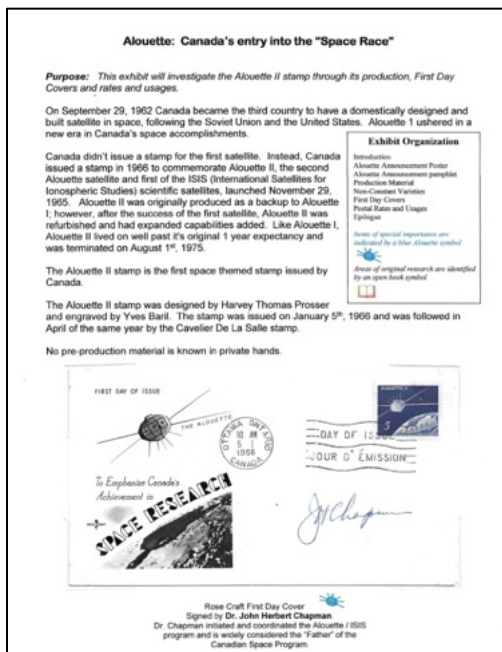 Alouette: Canada's entry into the "Space Race"
Purpose: This exhibit will investigate the Alouette II stamp through its production, First Day
Covers and rates and usages.
On September 29, 1962 Canada became the third country to have a domestically designed and
built satellite in space, following the Soviet Union and the United States. Alouette 1 ushered in a
new era in Canada's space accomplishments.
Canada didn't issue a stamp for the first satellite. Instead, Canada
issued a stamp in 1966 to commemorate Alouette II, the second
Alouette satellite and first of the ISIS (International Satellites for
Ionospheric Studies) scientific satellites, launched November 29,
1965. Alouette II was originally produced as a backup to Alouette
I; however, after the success of the first satellite, Alouette II was
refurbished and had expanded capabilities added. Like Alouette I,
Alouette II lived on well past it's original 1 year expectancy and
was terminated on August 1st, 1975.
Exhibit Organization
Introduction
Alouette Announcement Poster
Alouette Announcement pamphlet
Production Material
Non-Constant Varieties
First Day Covers
Postal Rates and Usages
Epilogue
Items of special importance are
indicated by a blue Alouette symbol
Areas of original research are identified
by an open book symbol
The Alouette II stamp is the first space themed stamp issued by
Canada.
The Alouette II stamp was designed by Harvey Thomas Prosser
and engraved by Yves Baril. The stamp was issued on January 5th, 1966 and was followed in
April of the same year by the Cavelier De La Salle stamp.
No pre-production material is known in private hands.
FIRST DAY OF ISSUE
THE ALOUETTE
To Emphasize Canada's
Achievement in
SPACE RESEARCH
OTTAWA ONTARIO
10 AM
5 1
1966
CANADA
DAY OF ISSUE
JOUR D'ÉMISSION
ALOUETTE II
5
J H Chapman
Rose Craft First Day Cover
Signed by Dr. John Herbert Chapman.
Dr. Chapman initiated and coordinated the Alouette / ISIS
program and is widely considered the "Father" of the
Canadian Space Program.